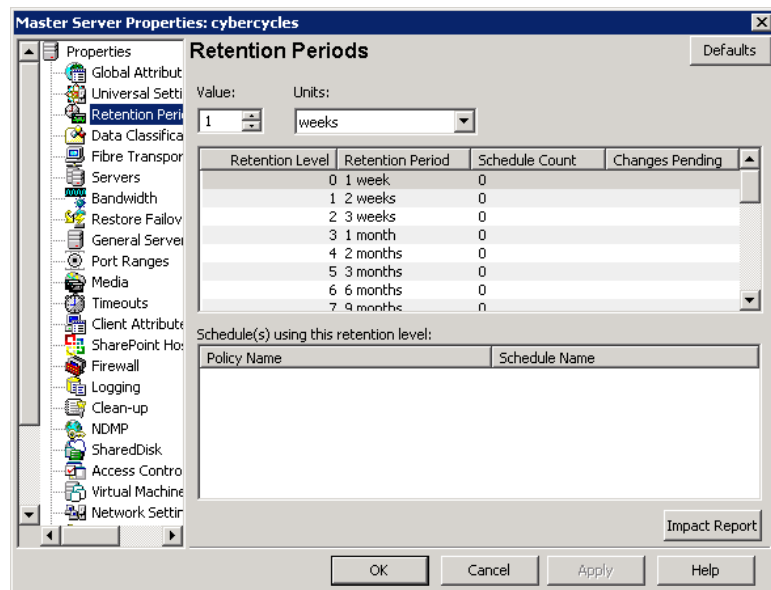 Master Server Properties: cybercycles
Properties
Global Attribut
Universal Setti
Retention Peri
Data Classifica
Fibre Transpor
Servers
Bandwidth
Restore Failov
General Server
Port Ranges
Media
Timeouts
Client Attribute
SharePoint Hos
Firewall
Logging
Clean-up
NDMP
SharedDisk
Access Contro
Virtual Machine
Network Settin
Retention Periods
Defaults
Value: Units:
1 weeks
Retention Level Retention Period Schedule Count Changes Pending
0 1 week 0
1 2 weeks 0
2 3 weeks 0
3 1 month 0
4 2 months 0
5 3 months 0
6 6 months 0
7 9 months 0
Schedule(s) using this retention level:
Policy Name Schedule Name
Impact Report
OK Cancel Apply Help